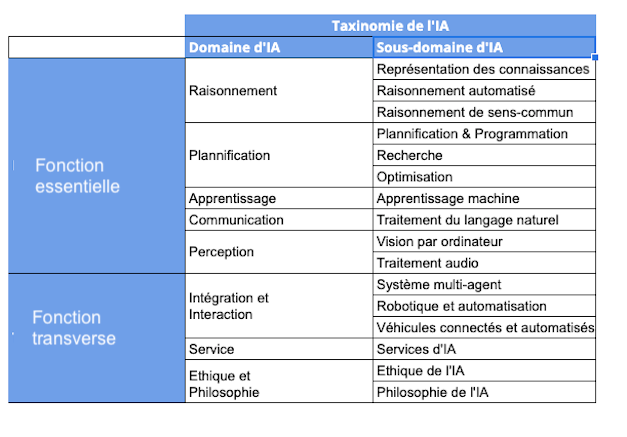 Taxinomie de l'IA
Domaine d'IA
Sous-domaine d'IA
Fonction
essentielle
Raisonnement
Représentation des connaissances
Raisonnement automatisé
Raisonnement de sens-commun
Plannification
Plannification & Programmation
Recherche
Optimisation
Apprentissage
Apprentissage machine
Communication
Traitement du langage naturel
Perception
Vision par ordinateur
Traitement audio
Fonction
transverse
Intégration et
Interaction
Système multi-agent
Robotique et automatisation
Véhicules connectés et automatisés
Service
Services d'IA
Ethique et
Philosophie
Ethique de l'IA
Philosophie de l'IA